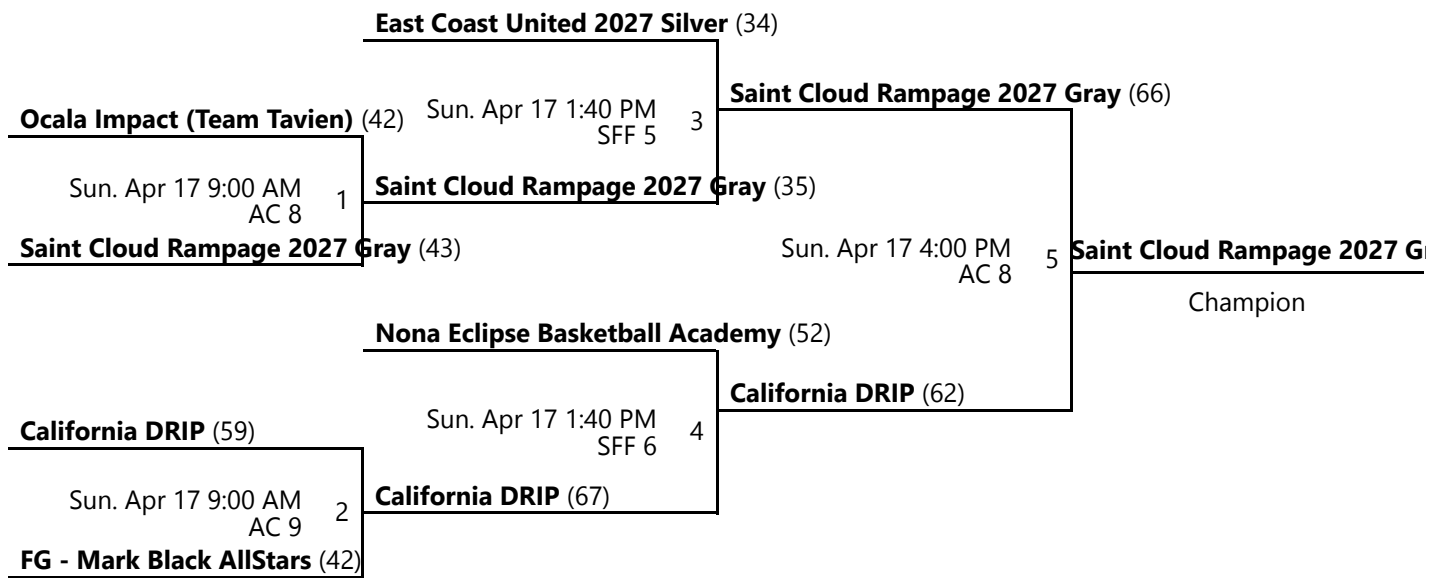 East Coast United 2027 Silver (34)
Saint Cloud Rampage 2027 Gray (66)
Ocala Impact (Team Tavien) (42)
Sun. Apr 17 1:40 PM
SFF 5
3
Sun. Apr 17 9:00 AM
AC 8
1
Saint Cloud Rampage 2027 Gray (35)
Saint Cloud Rampage 2027 Gray (43)
Sun. Apr 17 4:00 PM
AC 8
5
Saint Cloud Rampage 2027 G
Champion
Nona Eclipse Basketball Academy (52)
California DRIP (62)
California DRIP (59)
Sun. Apr 17 1:40 PM
SFF 6
4
Sun. Apr 17 9:00 AM
AC 9
2
California DRIP (67)
FG - Mark Black AllStars (42)